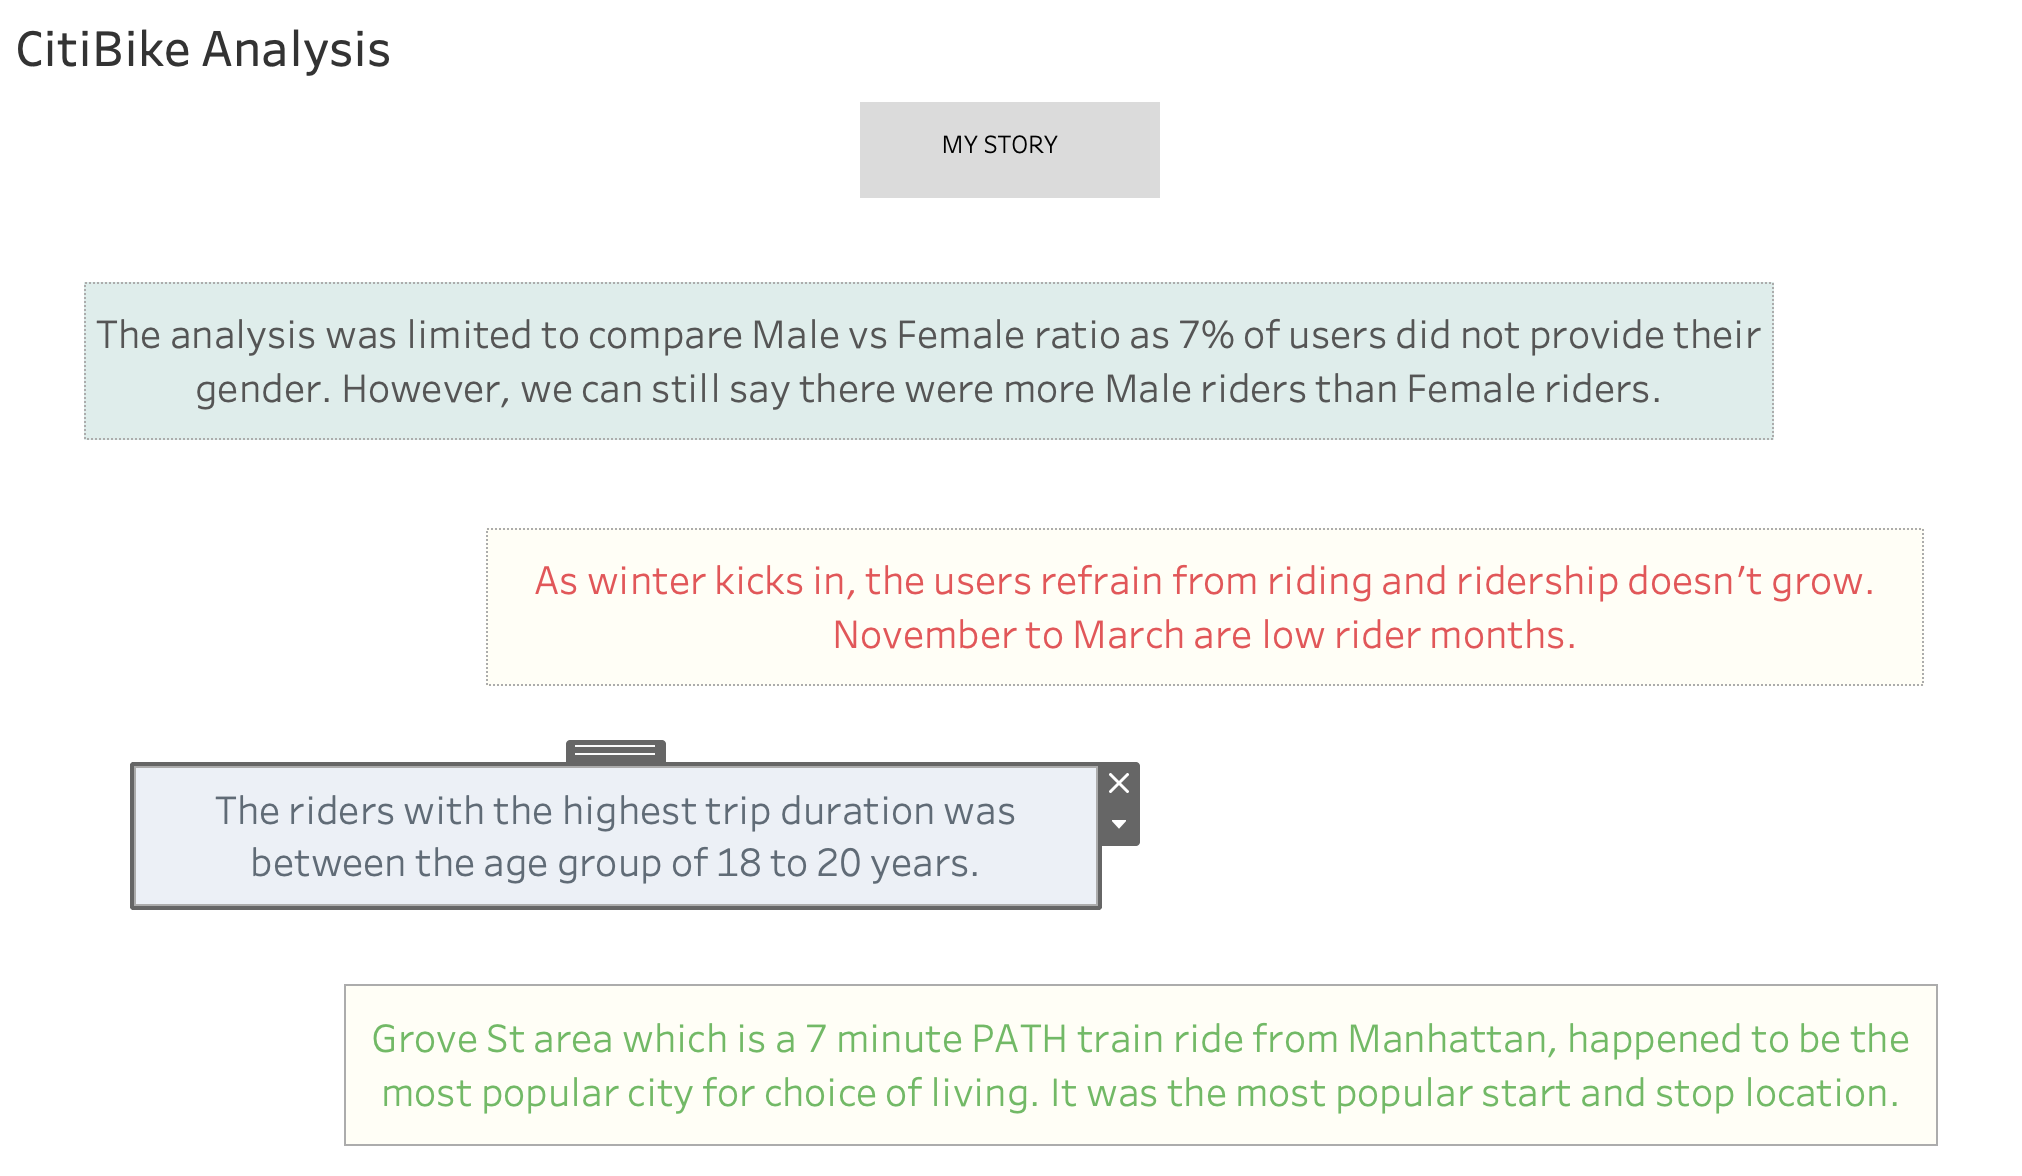 CitiBike Analysis
MY STORY
The analysis was limited to compare Male vs Female ratio as 7% of users did not provide their
gender. However, we can still say there were more Male riders than Female riders.
As winter kicks in, the users refrain from riding and ridership doesn’t grow.
November to March are low rider months.
The riders with the highest trip duration was
between the age group of 18 to 20 years.
Grove St area which is a 7 minute PATH train ride from Manhattan, happened to be the
most popular city for choice of living. It was the most popular start and stop location.